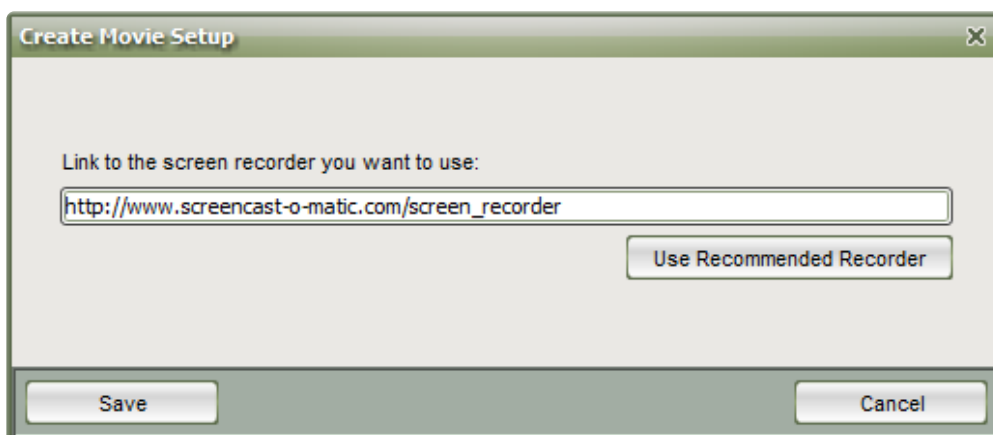 Create Movie Setup
Link to the screen recorder you want to use:
http://www.screencast-o-matic.com/screen_recorder
Use Recommended Recorder
Save
Cancel